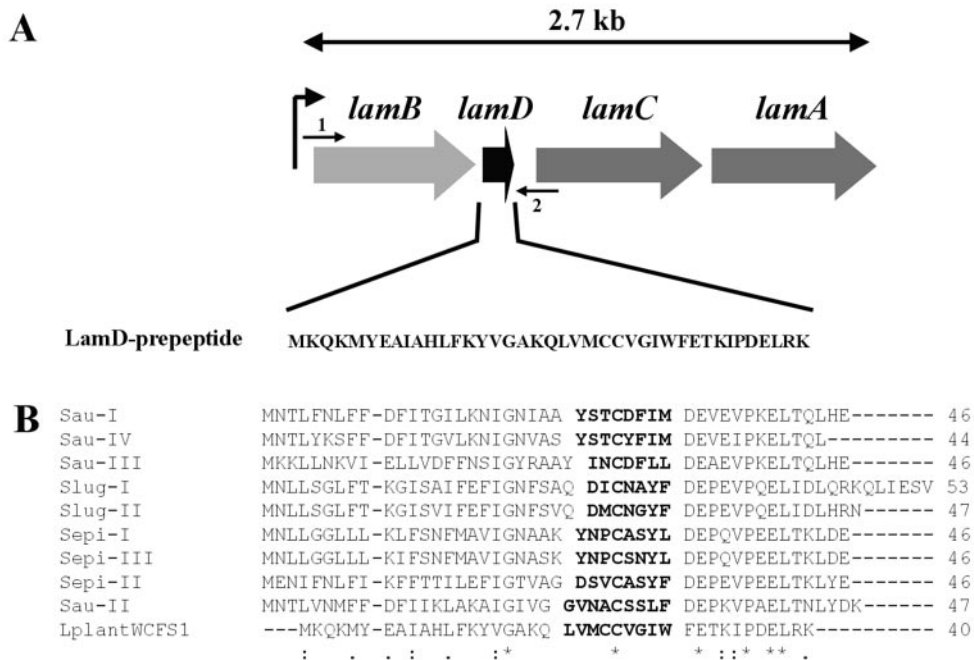 A
2.7 kb
lamB lamD lamC lamA
1
2
LamD-prepeptide MKQKMYEAIAHLFKYVGAKQLVMCCVGIWFETKIPDELRK
B
Sau-I MNTLFNLFF-DFITGILKNIGNIAA YSTCDFIM DEVEVPKELTQLHE------- 46
Sau-IV MNTLYKSFF-DFITGVLKNIGNVAS YSTCYFIM DEVEIPKELTQL--------- 44
Sau-III MKKLLNKVI-ELLVDFFNSIGYRAAY INCDFLL DEAEVPKELTQLHE------- 46
Slug-I MNLLSGLFT-KGISAIFEFIGNFSAQ DICNAYF DEPEVPQELIDLQRKQLIESV 53
Slug-II MNLLSGLFT-KGISVIFEFIGNFSVQ DMCNGYF DEPEVPQELIDLHRN------ 47
Sepi-I MNLLGGLLL-KLFSNFMAVIGNAAK YNPCASYL DEPQVPEELTKLDE------- 46
Sepi-III MNLLGGLLL-KIFSNFMAVIGNASK YNPCSNYL DEPQVPEELTKLDE------- 46
Sepi-II MENIFNLFI-KFFTTILEFIGTVAG DSVCASYF DEPEVPEELTKLYE------- 46
Sau-II MNTLVNMFF-DFIIKLAKAIGIVG GVNACSSLF DEPKVPAELTNLYDK------ 47
LplantWCFS1 ---MKQKMY-EAIAHLFKYVGAKQ LVMCCVGIW FETKIPDELRK---------- 40
: . . . :* * * ::* ** .